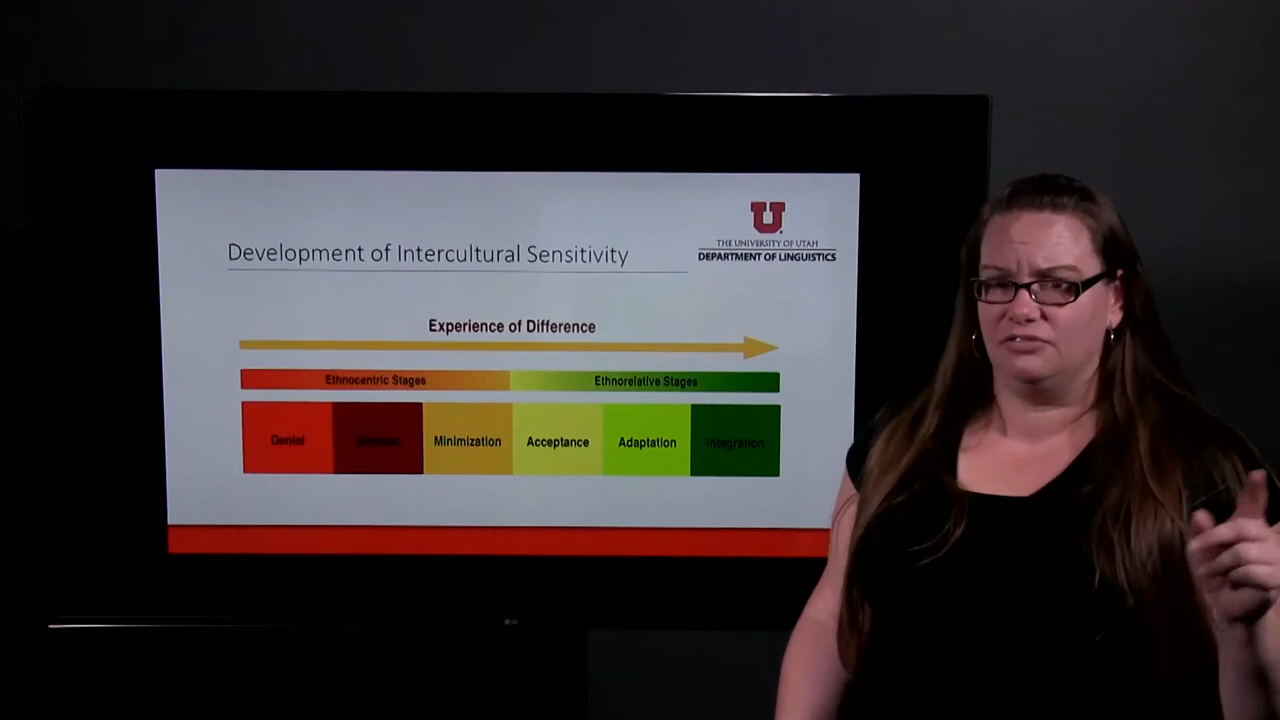 U
THE UNIVERSITY OF UTAH
DEPARTMENT OF LINGUISTICS
Development of Intercultural Sensitivity
Experience of Difference
Ethnocentric Stages
Ethnorelative Stages
Denial
Minimization
Acceptance
Adaptation
Integration
LG